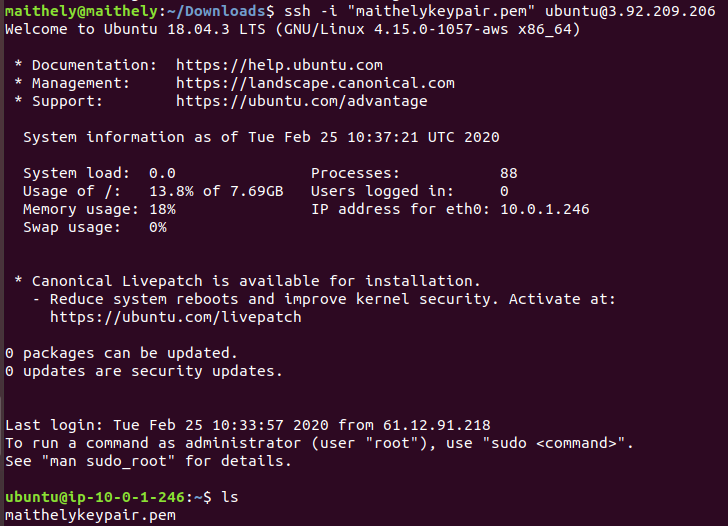 maithely@maithely:~/Downloads$ ssh -i "maithelykeypair.pem" ubuntu@3.92.209.206
Welcome to Ubuntu 18.04.3 LTS (GNU/Linux 4.15.0-1057-aws x86_64)
* Documentation:  https://help.ubuntu.com
* Management:     https://landscape.canonical.com
* Support:        https://ubuntu.com/advantage
System information as of Tue Feb 25 10:37:21 UTC 2020
System load:  0.0               Processes:           88
Usage of /:   13.8% of 7.69GB   Users logged in:     0
Memory usage: 18%               IP address for eth0: 10.0.1.246
Swap usage:   0%
* Canonical Livepatch is available for installation.
- Reduce system reboots and improve kernel security. Activate at:
https://ubuntu.com/livepatch
0 packages can be updated.
0 updates are security updates.
Last login: Tue Feb 25 10:33:57 2020 from 61.12.91.218
To run a command as administrator (user "root"), use "sudo <command>".
See "man sudo_root" for details.
ubuntu@ip-10-0-1-246:~$ ls
maithelykeypair.pem